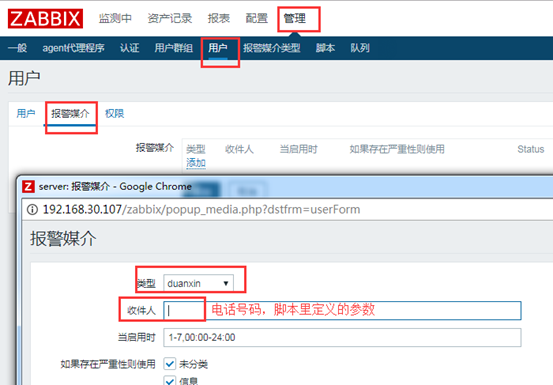 ZABBIX 监测中 资产记录 报表 配置 管理
一般 agent代理程序 认证 用户群组 用户 报警媒介类型 脚本 队列
用户
用户 报警媒介 权限
报警媒介 类型 收件人 当启用时 如果存在严重性则使用 Status
添加
Z server: 报警媒介 - Google Chrome
192.168.30.107/zabbix/popup_media.php?dstfrm=userForm
报警媒介
类型 duanxin
收件人 电话号码，脚本里定义的参数
当启用时 1-7,00:00-24:00
如果存在严重性则使用 未分类
信息